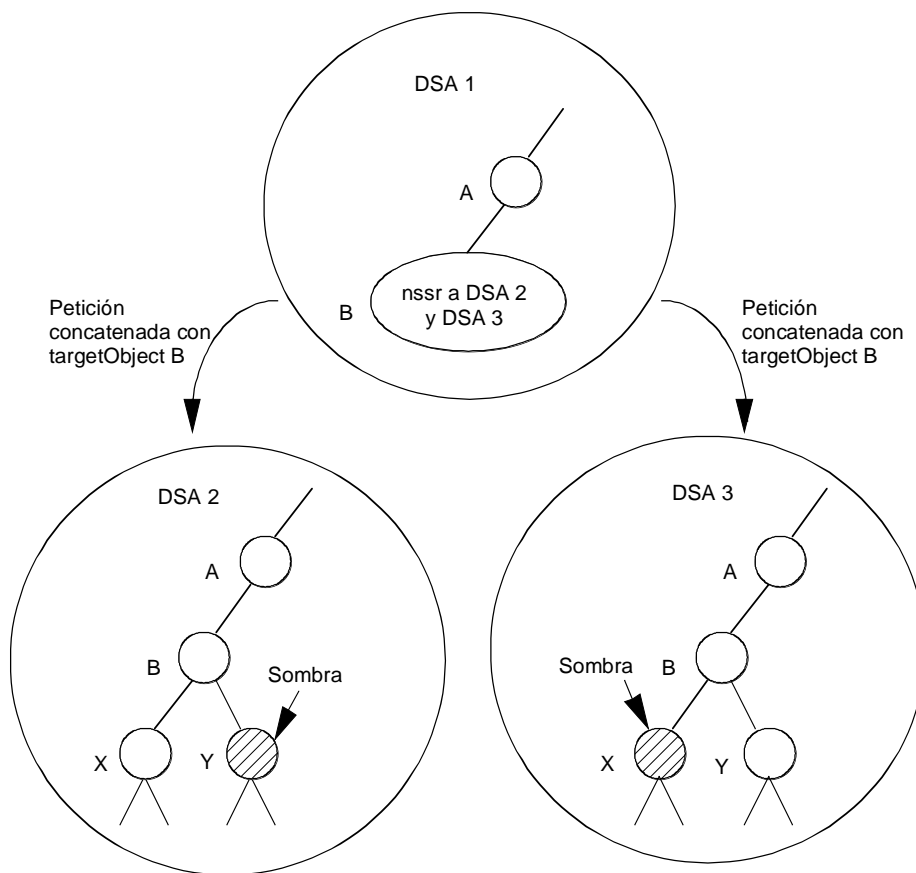 DSA 1
A
B
nssr a DSA 2
y DSA 3
Petición
concatenada con
targetObject B
Petición
concatenada con
targetObject B
DSA 2
A
B
Sombra
X
Y
DSA 3
A
B
Sombra
X
Y